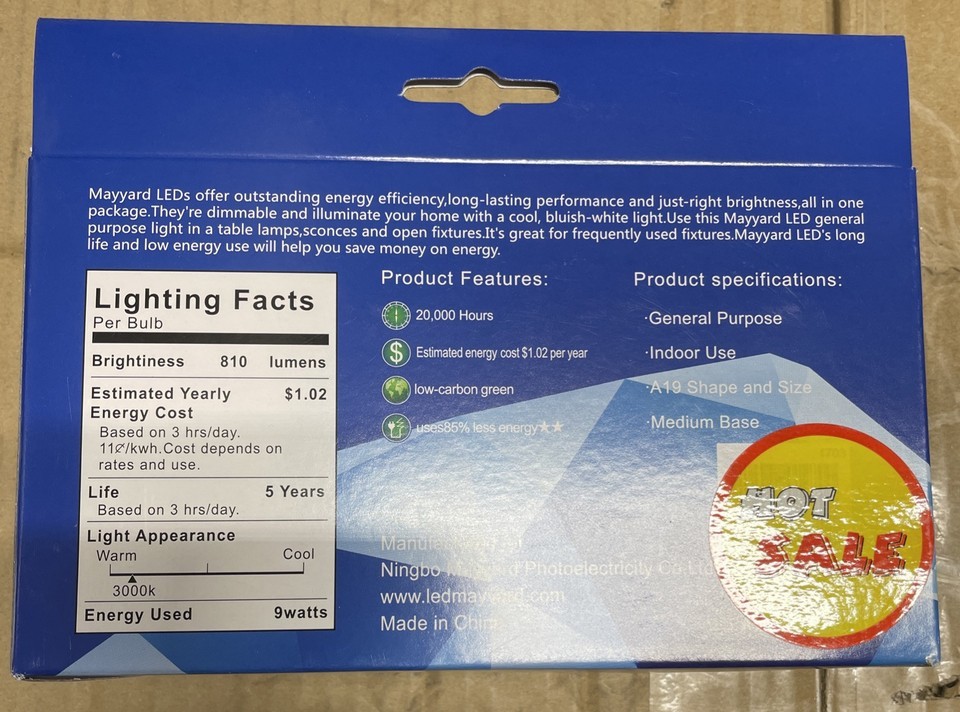 Mayyard LEDs offer outstanding energy efficiency,long-lasting performance and just-right brightness,all in one
package.They're dimmable and illuminate your home with a cool, bluish-white light.Use this Mayyard LED general
purpose light in a table lamps,sconces and open fixtures.It's great for frequently used fixtures.Mayyard LED's long
life and low energy use will help you save money on energy.
Lighting Facts
Per Bulb
Brightiness 810 lumens
Estimated Yearly $1.02
Energy Cost
Based on 3 hrs/day.
11¢/kwh.Cost depends on
rates and use.
Life 5 Years
Based on 3 hrs/day.
Light Appearance
Warm Cool
3000k
Energy Used 9watts
Product Features:
20,000 Hours
$
Estimated energy cost $1.02 per year
low-carbon green
uses85% less energy★★
Product specifications:
·General Purpose
·Indoor Use
·A19 Shape and Size
·Medium Base
Ningbo Photoelectricity Co.Ltd
www.ledmayyard.com
Made in China
HOT
SALE